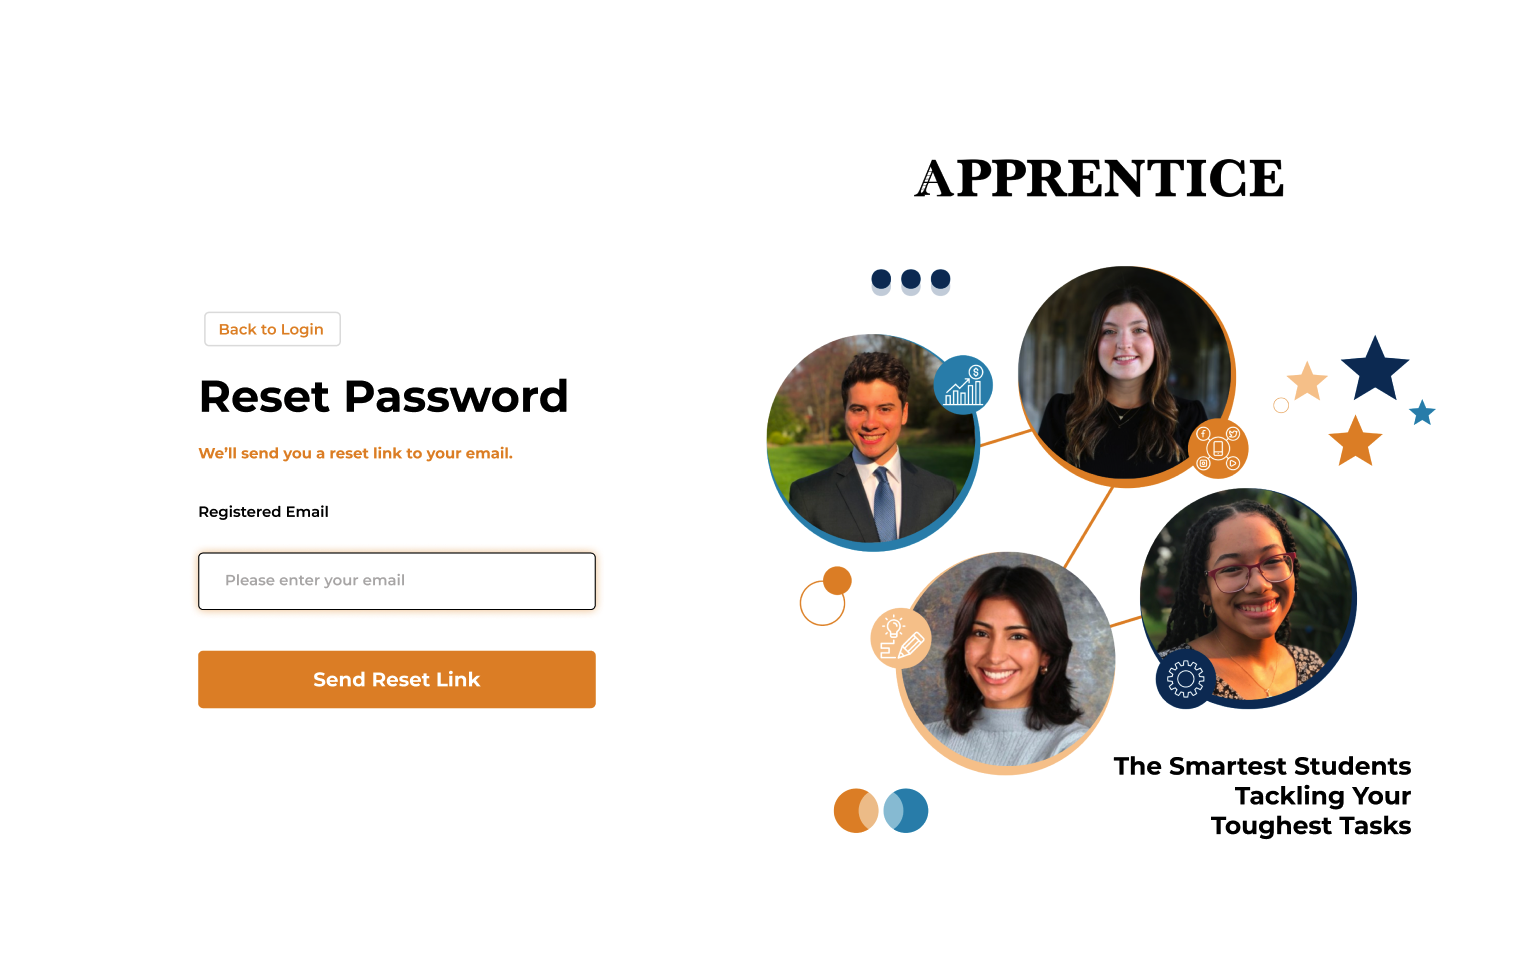 APPRENTICE
Back to Login
Reset Password
We’ll send you a reset link to your email.
Registered Email
Please enter your email
Send Reset Link
The Smartest Students
Tackling Your
Toughest Tasks